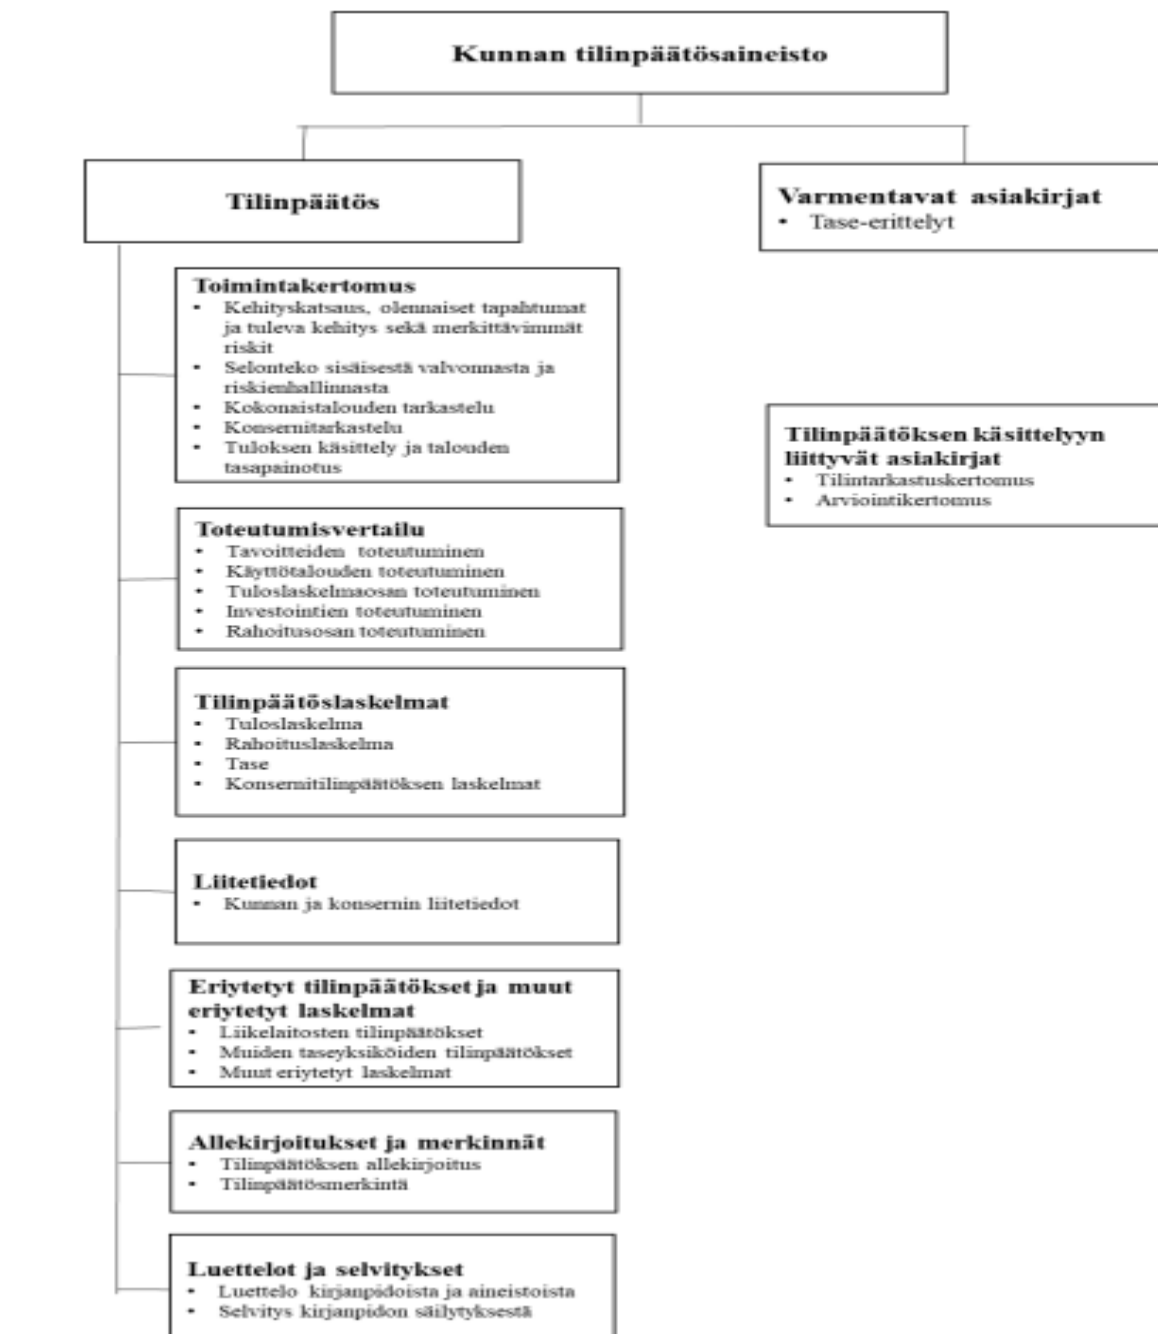 Kunnan tilinpäätösaineisto
Tilinpäätös
Varmentavat asiakirjat
• Tase-erittelyt
Toimintakertomus
• Kehityskatsaus, olennaiset tapahtumat
ja tuleva kehitys sekä merkittävimmät
riskit
• Selonteko sisäisestä valvonnasta ja
riskienhallinnasta
• Kokonaistalouden tarkastelu
• Konsernitarkastelu
• Tuloksen käsittely ja talouden
tasapainotus
Tilinpäätöksen käsittelyyn
liittyvät asiakirjat
• Tilintarkastuskertomus
• Arviointikertomus
Toteutumisvertailu
• Tavoitteiden toteutuminen
• Käyttötalouden toteutuminen
• Tuloslaskelmaosan toteutuminen
• Investointien toteutuminen
• Rahoitusosan toteutuminen
Tilinpäätöslaskelmat
• Tuloslaskelma
• Rahoituslaskelma
• Tase
• Konsernitilinpäätöksen laskelmat
Liitetiedot
• Kunnan ja konsernin liitetiedot
Eriytetyt tilinpäätökset ja muut
eriytetyt laskelmat
• Liikelaitosten tilinpäätökset
• Muiden taseyksiköiden tilinpäätökset
• Muut eriytetyt laskelmat
Allekirjoitukset ja merkinnät
• Tilinpäätöksen allekirjoitus
• Tilinpäätösmerkintä
Luettelot ja selvitykset
• Luettelo kirjanpidoista ja aineistoista
• Selvitys kirjanpidon säilytyksestä